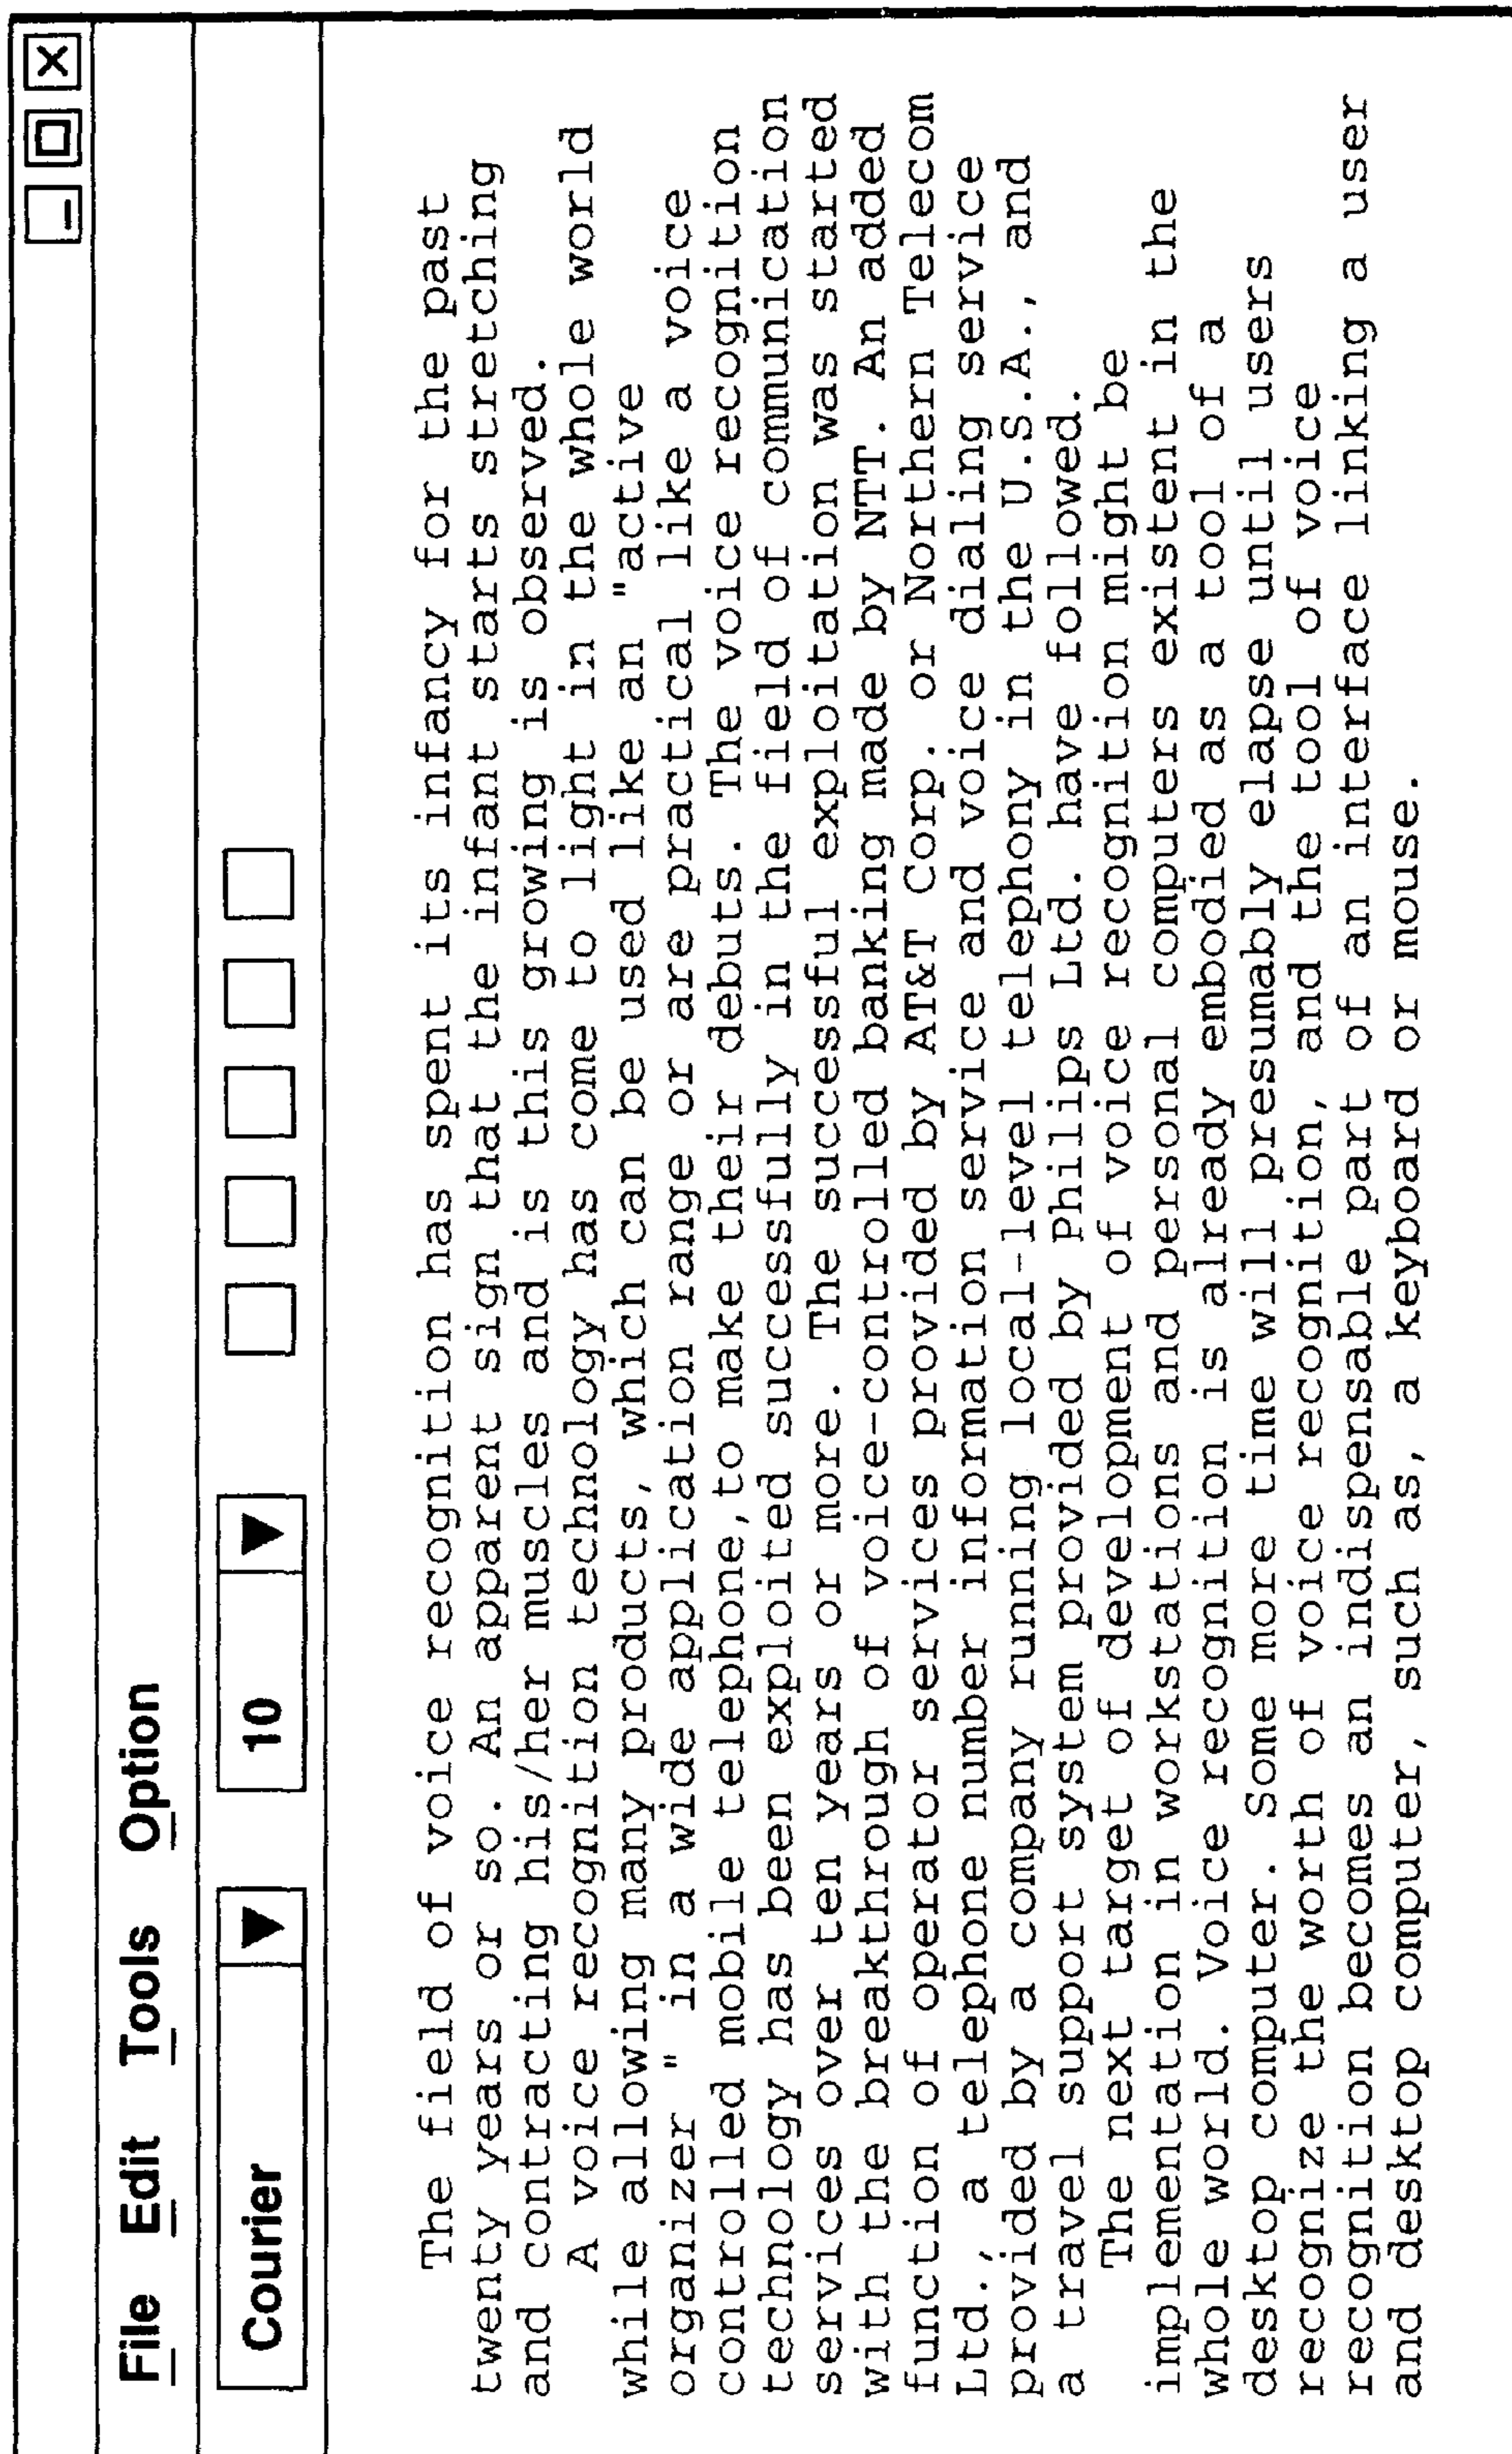 File Edit Tools Option
Courier 10
The field of voice recognition has spent its infancy for the past
twenty years or so. An apparent sign that the infant starts stretching
and contracting his/her muscles and is this growing is observed.
A voice recognition technology has come to light in the whole world
while allowing many products, which can be used like an "active
organizer " in a wide application range or are practical like a voice
controlled mobile telephone,to make their debuts. The voice recognition
technology has been exploited successfully in the field of communication
services over ten years or more. The successful exploitation was started
with the breakthrough of voice-controlled banking made by NTT. An added
function of operator services provided by AT&T Corp. or Northern Telecom
Ltd., a telephone number information service and voice dialing service
provided by a company running local-level telephony in the U.S.A., and
a travel support system provided by Philips Ltd. have followed.
The next target of development of voice recognition might be
implementation in workstations and personal computers existent in the
whole world. Voice recognition is already embodied as a tool of a
desktop computer. Some more time will presumably elapse until users
recognize the worth of voice recognition, and the tool of voice
recognition becomes an indispensable part of an interface linking a user
and desktop computer, such as, a keyboard or mouse.